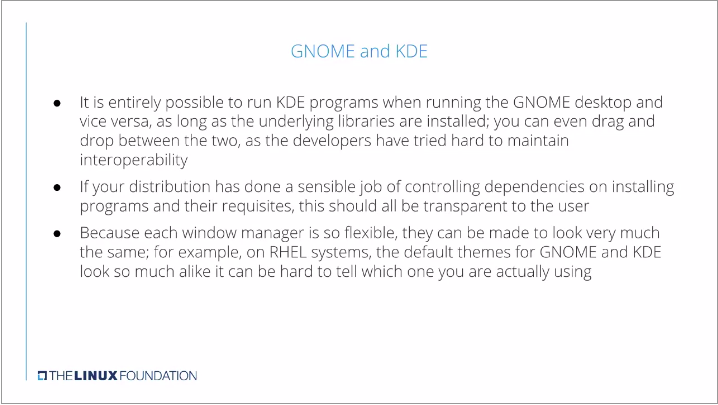 GNOME and KDE
● It is entirely possible to run KDE programs when running the GNOME desktop and
vice versa, as long as the underlying libraries are installed; you can even drag and
drop between the two, as the developers have tried hard to maintain
interoperability
● If your distribution has done a sensible job of controlling dependencies on installing
programs and their requisites, this should all be transparent to the user
● Because each window manager is so flexible, they can be made to look very much
the same; for example, on RHEL systems, the default themes for GNOME and KDE
look so much alike it can be hard to tell which one you are actually using
THE LINUX FOUNDATION